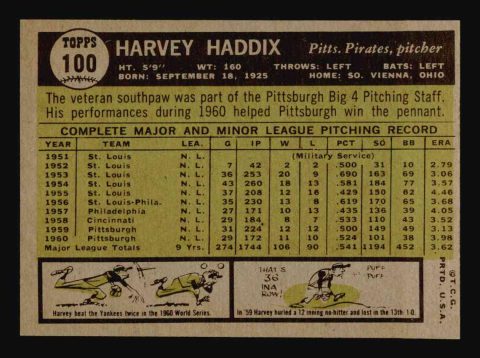 TOPPS
100
HARVEY HADDIX Pitts. Pirates, pitcher
HT. 5'9" WT: 160 THROWS: LEFT BATS: LEFT
BORN: SEPTEMBER 18, 1925 HOME: SO. VIENNA, OHIO
The veteran southpaw was part of the Pittsburgh Big 4 Pitching Staff.
His performances during 1960 helped Pittsburgh win the pennant.
COMPLETE MAJOR AND MINOR LEAGUE PITCHING RECORD
YEAR TEAM LEA. G IP W L PCT. SO BB ERA
1951 St. Louis N. L. (Military Service)
1952 St. Louis N. L. 7 42 2 2 .500 31 10 2.79
1953 St. Louis N. L. 36 253 20 9 .690 163 69 3.06
1954 St. Louis N. L. 43 260 18 13 .581 184 77 3.57
1955 St. Louis N. L. 37 208 12 16 .429 150 62 4.46
1956 St. Louis-Phila. N. L. 35 230 13 8 .619 170 65 3.68
1957 Philadelphia N. L. 27 171 10 13 .435 136 39 4.05
1958 Cincinnati N. L. 29 184 8 7 .533 110 43 3.52
1959 Pittsburgh N. L. 31 224 12 12 .500 149 49 3.13
1960 Pittsburgh N. L. 29 172 11 10 .524 101 38 3.98
Major League Totals 9 Yrs. 274 1744 106 90 .541 1194 452 3.62
THAT'S
36
INA
ROW!
PUFF
PUFF
Harvey beat the Yankees twice in the 1960 World Series.
In '59 Harvey hurled a 12 inning no-hitter and lost in the 13th 1-0.
©T.C.G.
PRTD. U.S.A.